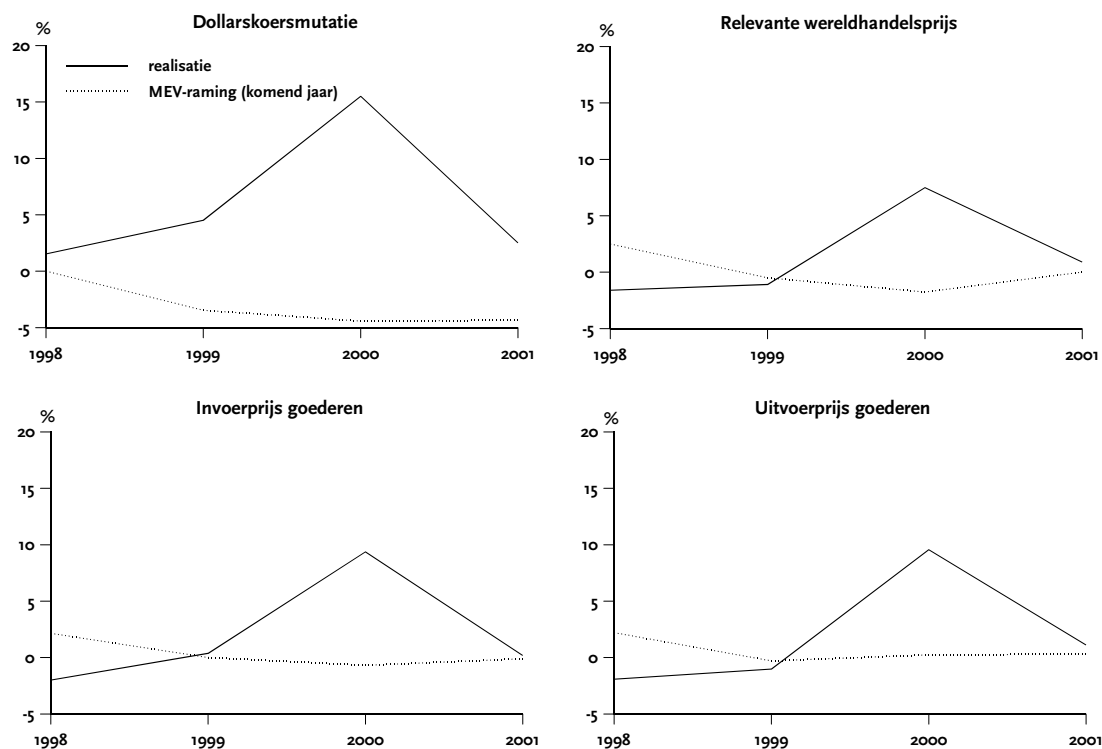 Dollarskoersmutatie
%
20
realisatie
MEV-raming (komend jaar)
15
10
5
0
-5
1998 1999 2000 2001
Relevante wereldhandelsprijs
%
20
15
10
5
0
-5
1998 1999 2000 2001
Invoerprijs goederen
%
20
15
10
5
0
-5
1998 1999 2000 2001
Uitvoerprijs goederen
%
20
15
10
5
0
-5
1998 1999 2000 2001